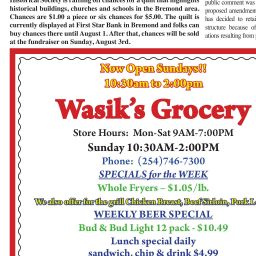 Historical Society is raffling off chances for a quilt that highlights
historical buildings, churches and schools in the Bremond area.
Chances are $1.00 a piece or six chances for $5.00. The quilt is
currently displayed at First Star Bank in Bremond and folks can
buy chances there until August 1. After that, chances will be sold
at the fundraiser on Sunday, August 3rd.
public comment was
proposed amendment
has decided to retai
structure because of
ations resulting from
Now Open Sundays!!
10:30am to 2:00pm
Wasik's Grocery
Store Hours: Mon-Sat 9AM-7:00PM
Sunday 10:30AM-2:00PM
Phone: (254)746-7300
SPECIALS for the WEEK
Whole Fryers – $1.05/lb.
We also offer for the grill Chicken Breast, Beef Sirloin, Pork L
WEEKLY BEER SPECIAL
Bud & Bud Light 12 pack - $10.49
Lunch special daily
sandwich, chip & drink $4.99